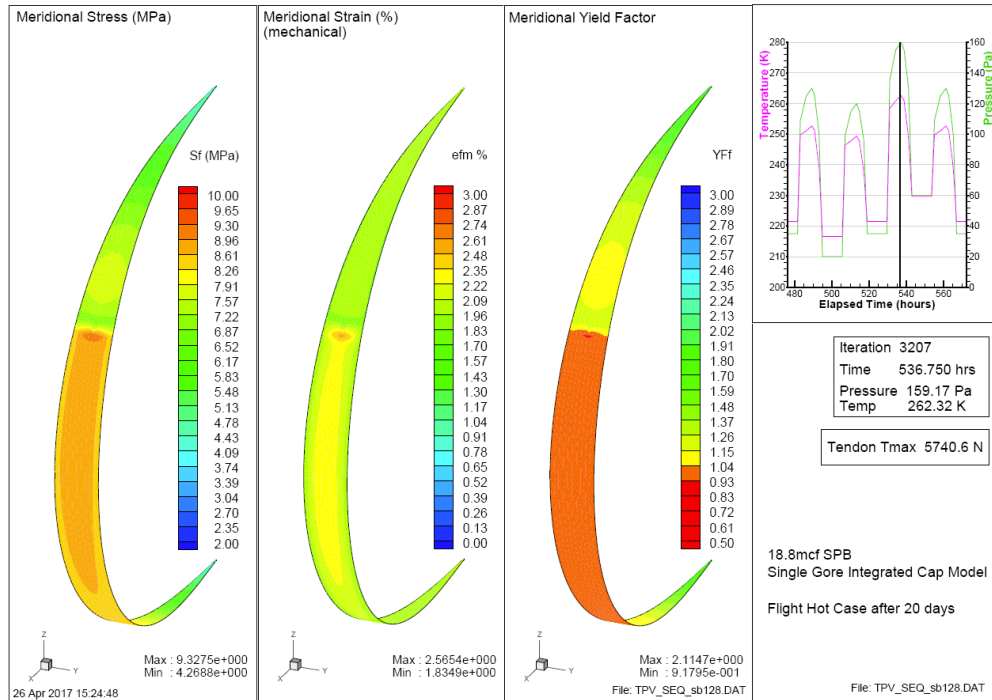 Meridional Stress (MPa)
Sf (MPa)
10.00
9.65
9.30
8.96
8.61
8.26
7.91
7.57
7.22
6.87
6.52
6.17
5.83
5.48
5.13
4.78
4.43
4.09
3.74
3.39
3.04
2.70
2.35
2.00
Z
Y
X
Max : 9.3275e+000
Min : 4.2688e+000
26 Apr 2017 15:24:48
Meridional Strain (%)
(mechanical)
efm %
3.00
2.87
2.74
2.61
2.48
2.35
2.22
2.09
1.96
1.83
1.70
1.57
1.43
1.30
1.17
1.04
0.91
0.78
0.65
0.52
0.39
0.26
0.13
0.00
Z
Y
X
Max : 2.5654e+000
Min : 1.8349e+000
Meridional Yield Factor
YFf
3.00
2.89
2.78
2.67
2.57
2.46
2.35
2.24
2.13
2.02
1.91
1.80
1.70
1.59
1.48
1.37
1.26
1.15
1.04
0.93
0.83
0.72
0.61
0.50
Z
Y
X
Max : 2.1147e+000
Min : 9.1795e-001
File: TPV_SEQ_sb128.DAT
Temperature (K)
280
270
260
250
240
230
220
210
200
160
140
120
100
80
60
40
20
0
Pressure (Pa)
480 500 520 540 560
Elapsed Time (hours)
Iteration 3207
Time 536.750 hrs
Pressure 159.17 Pa
Temp 262.32 K
Tendon Tmax 5740.6 N
18.8mcf SPB
Single Gore Integrated Cap Model
Flight Hot Case after 20 days
File: TPV_SEQ_sb128.DAT